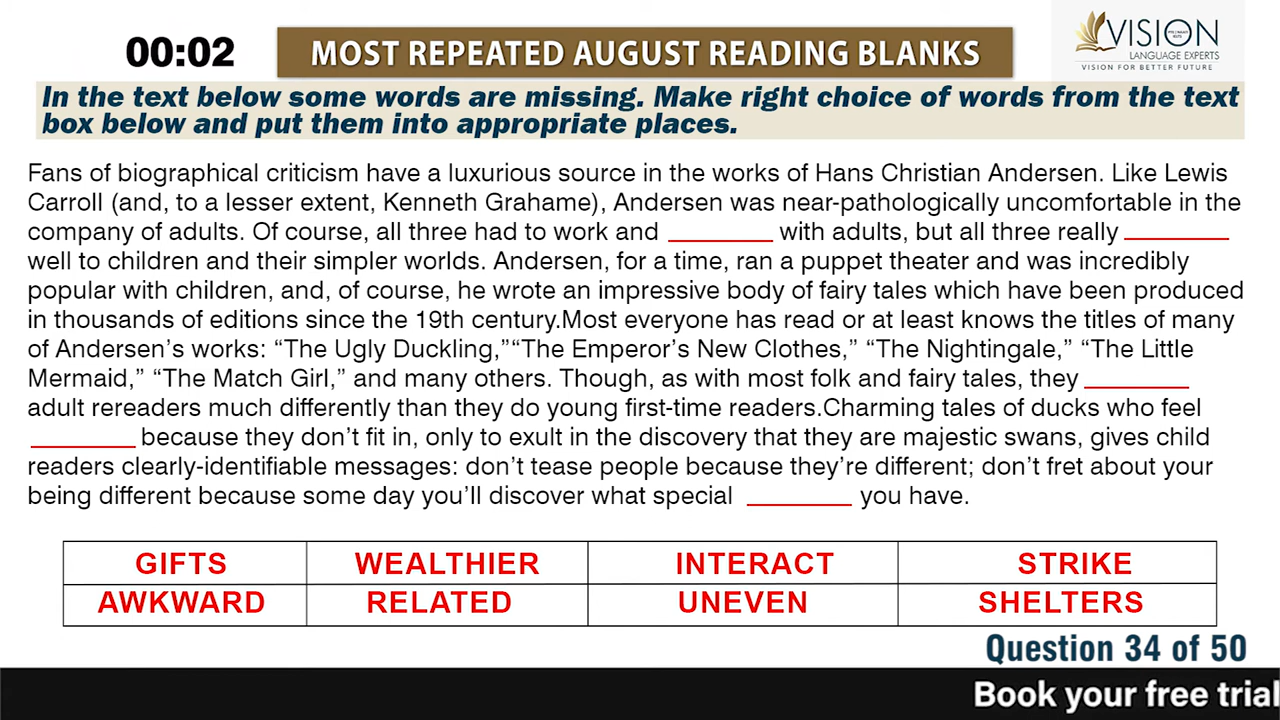 00:02
MOST REPEATED AUGUST READING BLANKS
VISION
LANGUAGE EXPERTS
VISION FOR BETTER FUTURE
In the text below some words are missing. Make right choice of words from the text
box below and put them into appropriate places.
Fans of biographical criticism have a luxurious source in the works of Hans Christian Andersen. Like Lewis
Carroll (and, to a lesser extent, Kenneth Grahame), Andersen was near-pathologically uncomfortable in the
company of adults. Of course, all three had to work and ________ with adults, but all three really ________
well to children and their simpler worlds. Andersen, for a time, ran a puppet theater and was incredibly
popular with children, and, of course, he wrote an impressive body of fairy tales which have been produced
in thousands of editions since the 19th century.Most everyone has read or at least knows the titles of many
of Andersen’s works: “The Ugly Duckling,”“The Emperor’s New Clothes,” “The Nightingale,” “The Little
Mermaid,” “The Match Girl,” and many others. Though, as with most folk and fairy tales, they ________
adult rereaders much differently than they do young first-time readers.Charming tales of ducks who feel
________ because they don’t fit in, only to exult in the discovery that they are majestic swans, gives child
readers clearly-identifiable messages: don’t tease people because they’re different; don’t fret about your
being different because some day you’ll discover what special ________ you have.
GIFTS WEALTHIER INTERACT STRIKE
AWKWARD RELATED UNEVEN SHELTERS
Question 34 of 50
Book your free trial